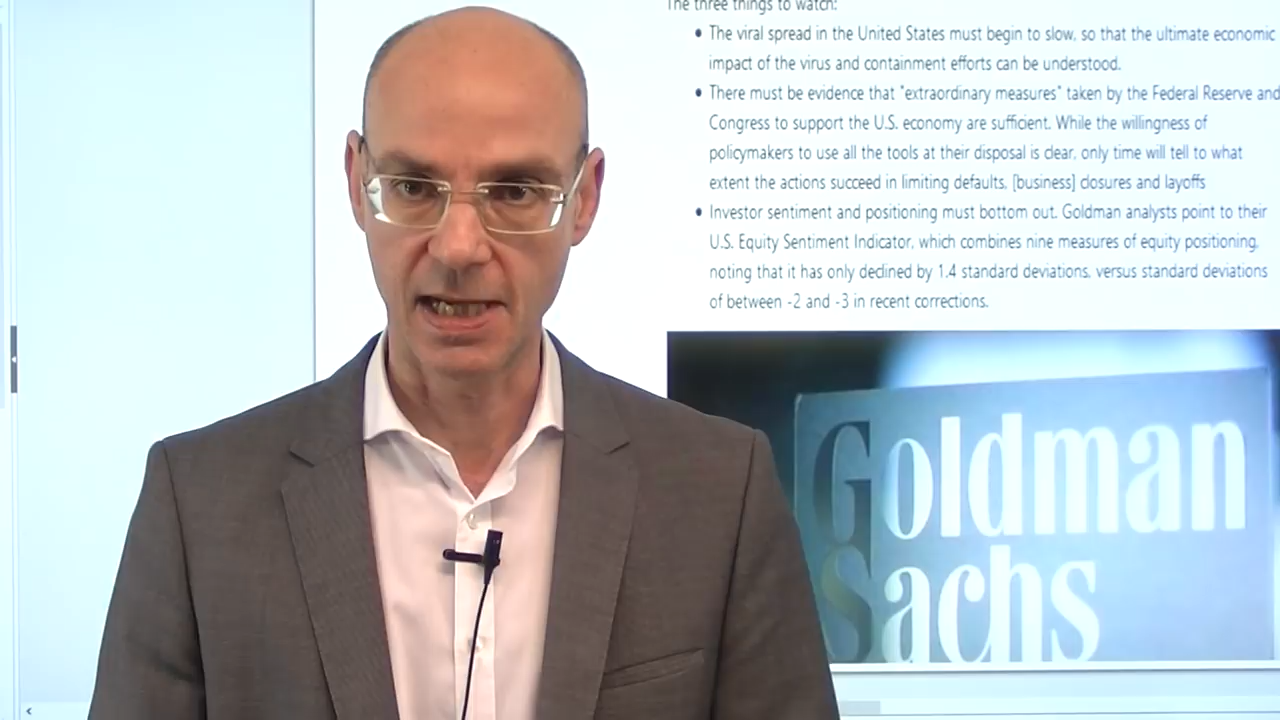 The three things to watch:
The viral spread in the United States must begin to slow, so that the ultimate economic
impact of the virus and containment efforts can be understood.
There must be evidence that "extraordinary measures" taken by the Federal Reserve and
Congress to support the U.S. economy are sufficient. While the willingness of
policymakers to use all the tools at their disposal is clear, only time will tell to what
extent the actions succeed in limiting defaults, [business] closures and layoffs
Investor sentiment and positioning must bottom out. Goldman analysts point to their
U.S. Equity Sentiment Indicator, which combines nine measures of equity positioning,
noting that it has only declined by 1.4 standard deviations, versus standard deviations
of between -2 and -3 in recent corrections.
Goldman
Sachs